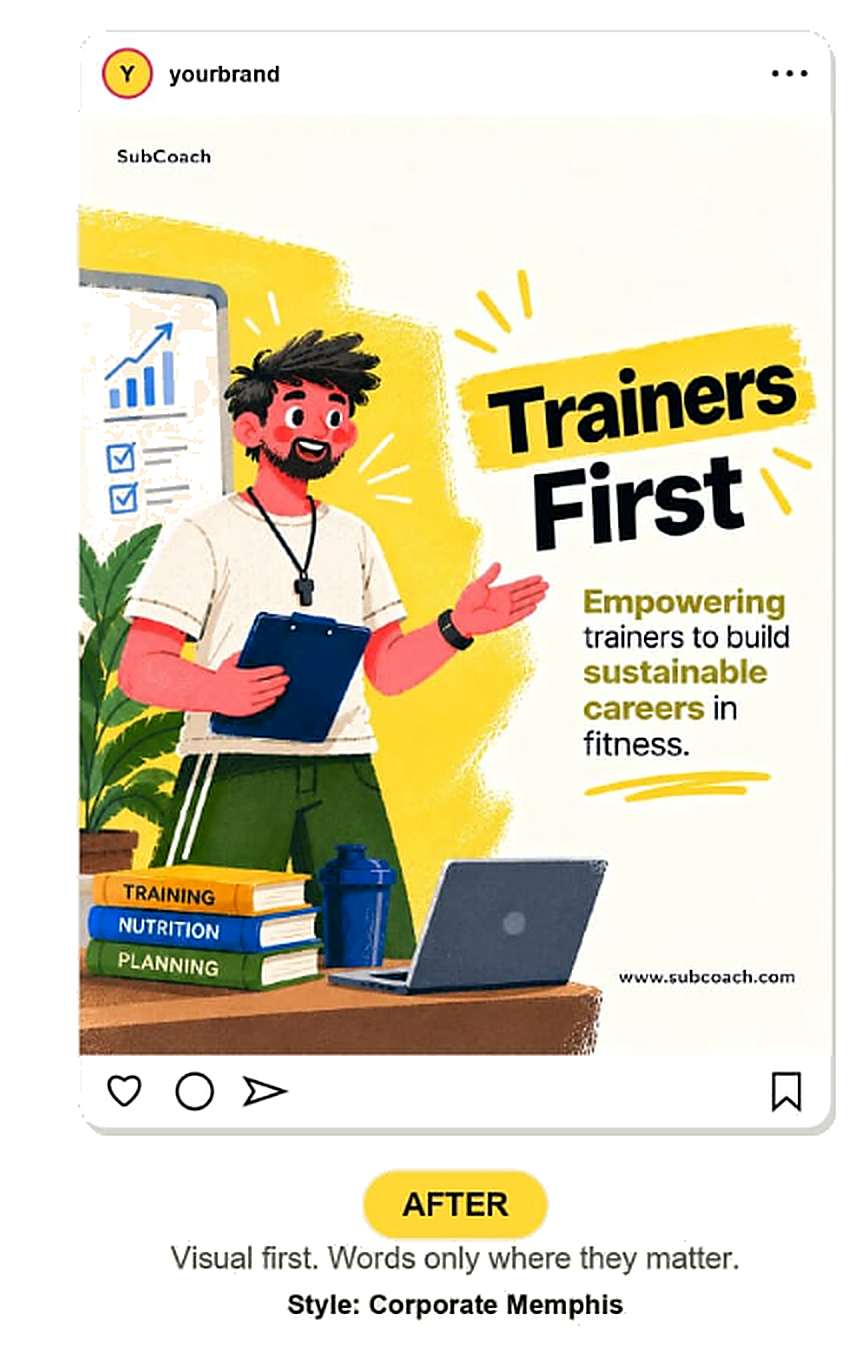 Y yourbrand
SubCoach
Trainers
First
Empowering
trainers to build
sustainable
careers in
fitness.
TRAINING
NUTRITION
PLANNING
www.subcoach.com
AFTER
Visual first. Words only where they matter.
Style: Corporate Memphis